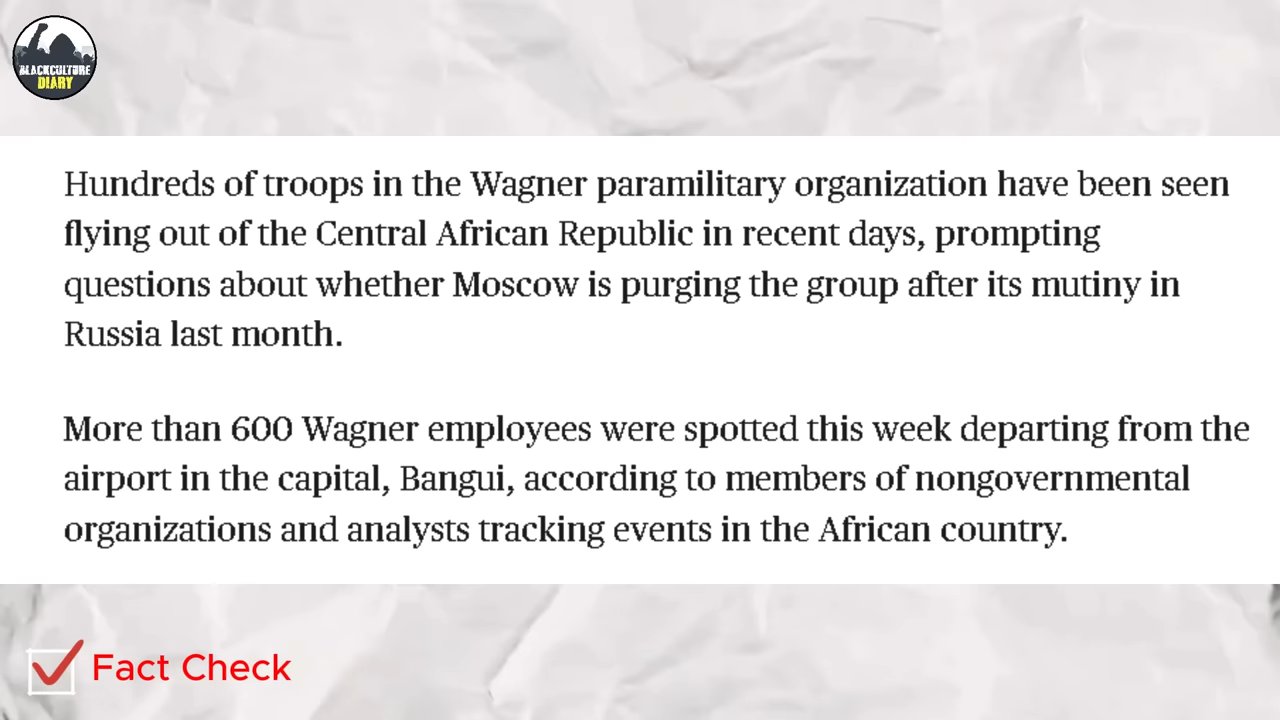 BLACKCULTURE
DIARY
Hundreds of troops in the Wagner paramilitary organization have been seen
flying out of the Central African Republic in recent days, prompting
questions about whether Moscow is purging the group after its mutiny in
Russia last month.
More than 600 Wagner employees were spotted this week departing from the
airport in the capital, Bangui, according to members of nongovernmental
organizations and analysts tracking events in the African country.
Fact Check